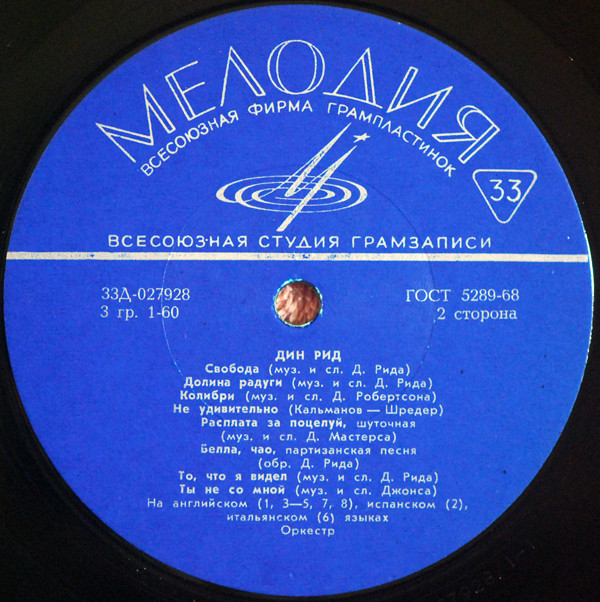 МЕЛОДИЯ
ВСЕСОЮЗНАЯ ФИРМА ГРАМПЛАСТИНОК
33
ВСЕСОЮЗНАЯ СТУДИЯ ГРАМЗАПИСИ
33Д-027928
ГОСТ 5289-68
3 гр. 1-60
2 сторона
ДИН РИД
Свобода (муз. и сл. Д. Рида)
Долина радуги (муз. и сл. Д. Рида)
Колибри (муз. и сл. Д. Робертсона)
Не удивительно (Кальманов — Шредер)
Расплата за поцелуй, шуточная
(муз. и сл. Д. Мастерса)
Белла, чао, партизанская песня
(обр. Д. Рида)
То, что я видел (муз. и сл. Д. Рида)
Ты не со мной (муз. и сл. Джонса)
На английском (1, 3—5, 7, 8), испанском (2),
итальянском (6) языках
Оркестр